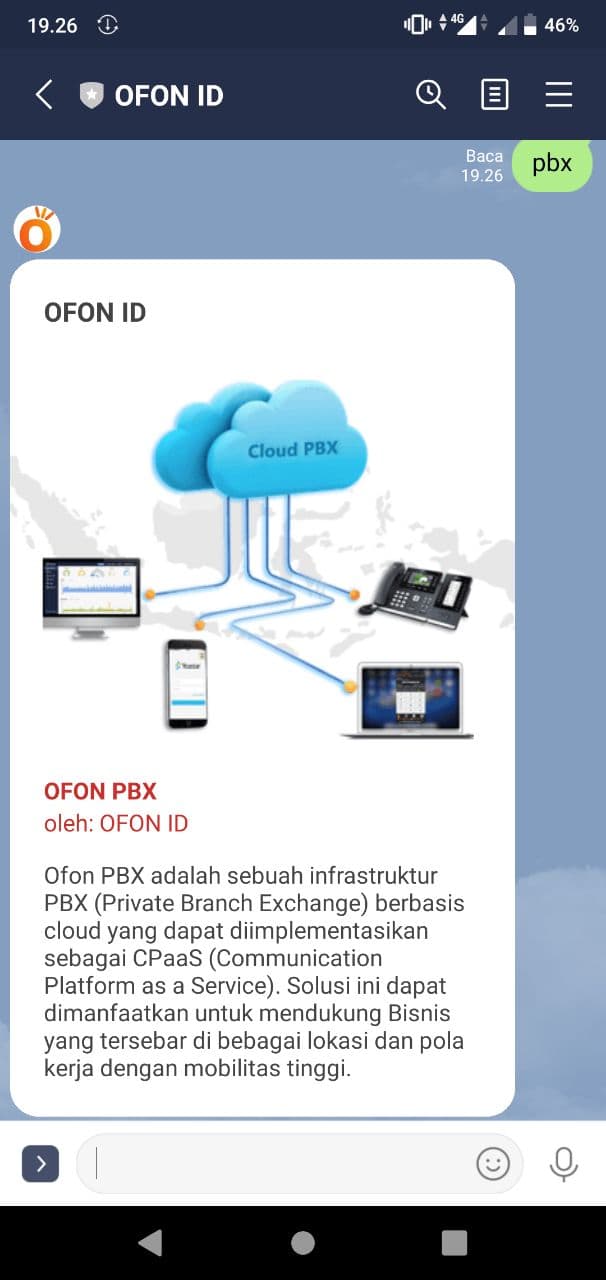 19.26
4G
46%
OFON ID
Baca
19.26
pbx
OFON ID
Cloud PBX
OFON PBX
oleh: OFON ID
Ofon PBX adalah sebuah infrastruktur
PBX (Private Branch Exchange) berbasis
cloud yang dapat diimplementasikan
sebagai CPaaS (Communication
Platform as a Service). Solusi ini dapat
dimanfaatkan untuk mendukung Bisnis
yang tersebar di bebagai lokasi dan pola
kerja dengan mobilitas tinggi.